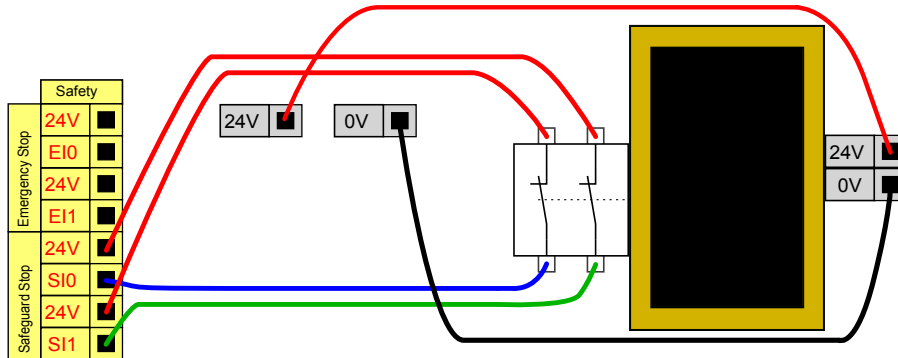 Safety
Emergency Stop
24V
EI0
24V
EI1
Safeguard Stop
24V
SI0
24V
SI1
24V
0V
24V
0V